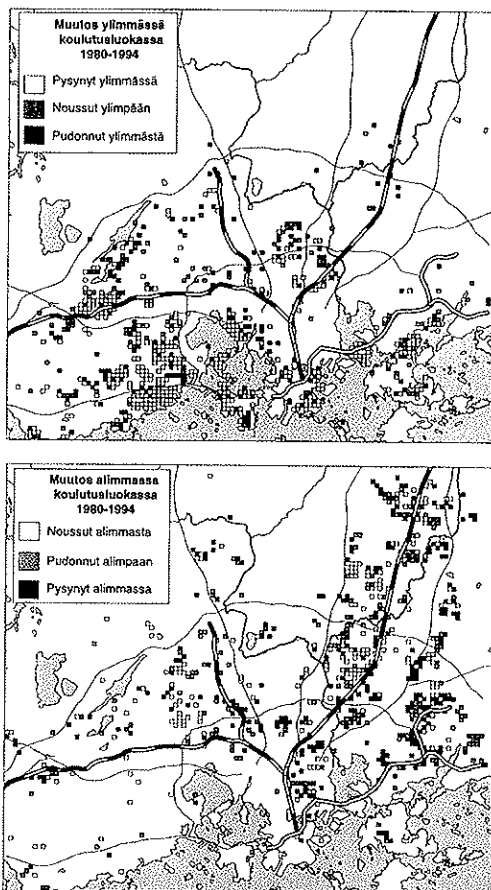 Muutos ylimmässä
koulutusluokassa
1980-1994
Pysynyt ylimmässä
Noussut ylimpään
Pudonnut ylimmästä
Muutos alimmassa
koulutusluokassa
1980-1994
Noussut alimmasta
Pudonnut alimpaan
Pysynyt alimmassa